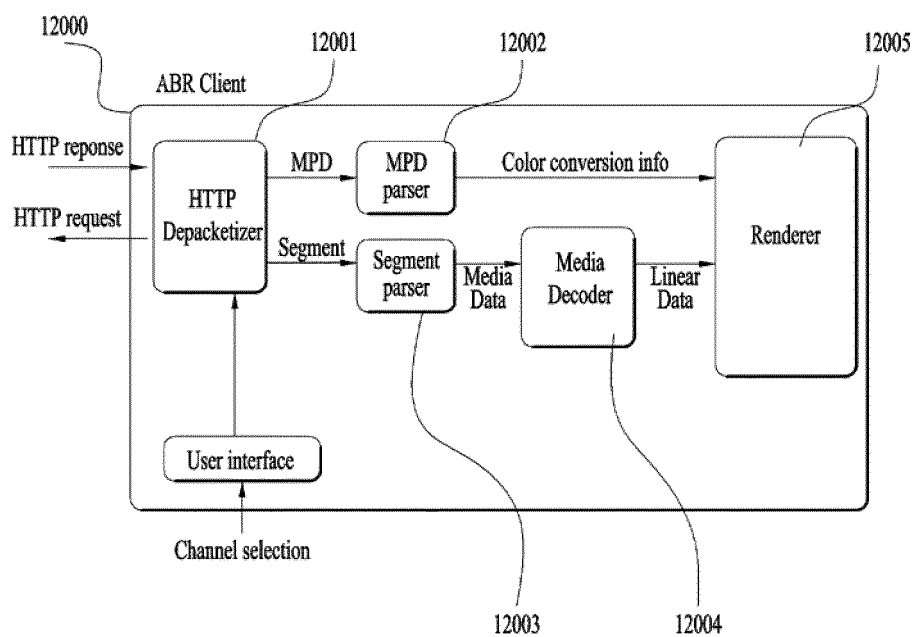 12000
12001
12002
12005
ABR Client
HTTP reponse
HTTP request
HTTP
Depacketizer
MPD
MPD
parser
Color conversion info
Renderer
Segment
Segment
parser
Media
Data
Media
Decoder
Linear
Data
User interface
Channel selection
12003
12004